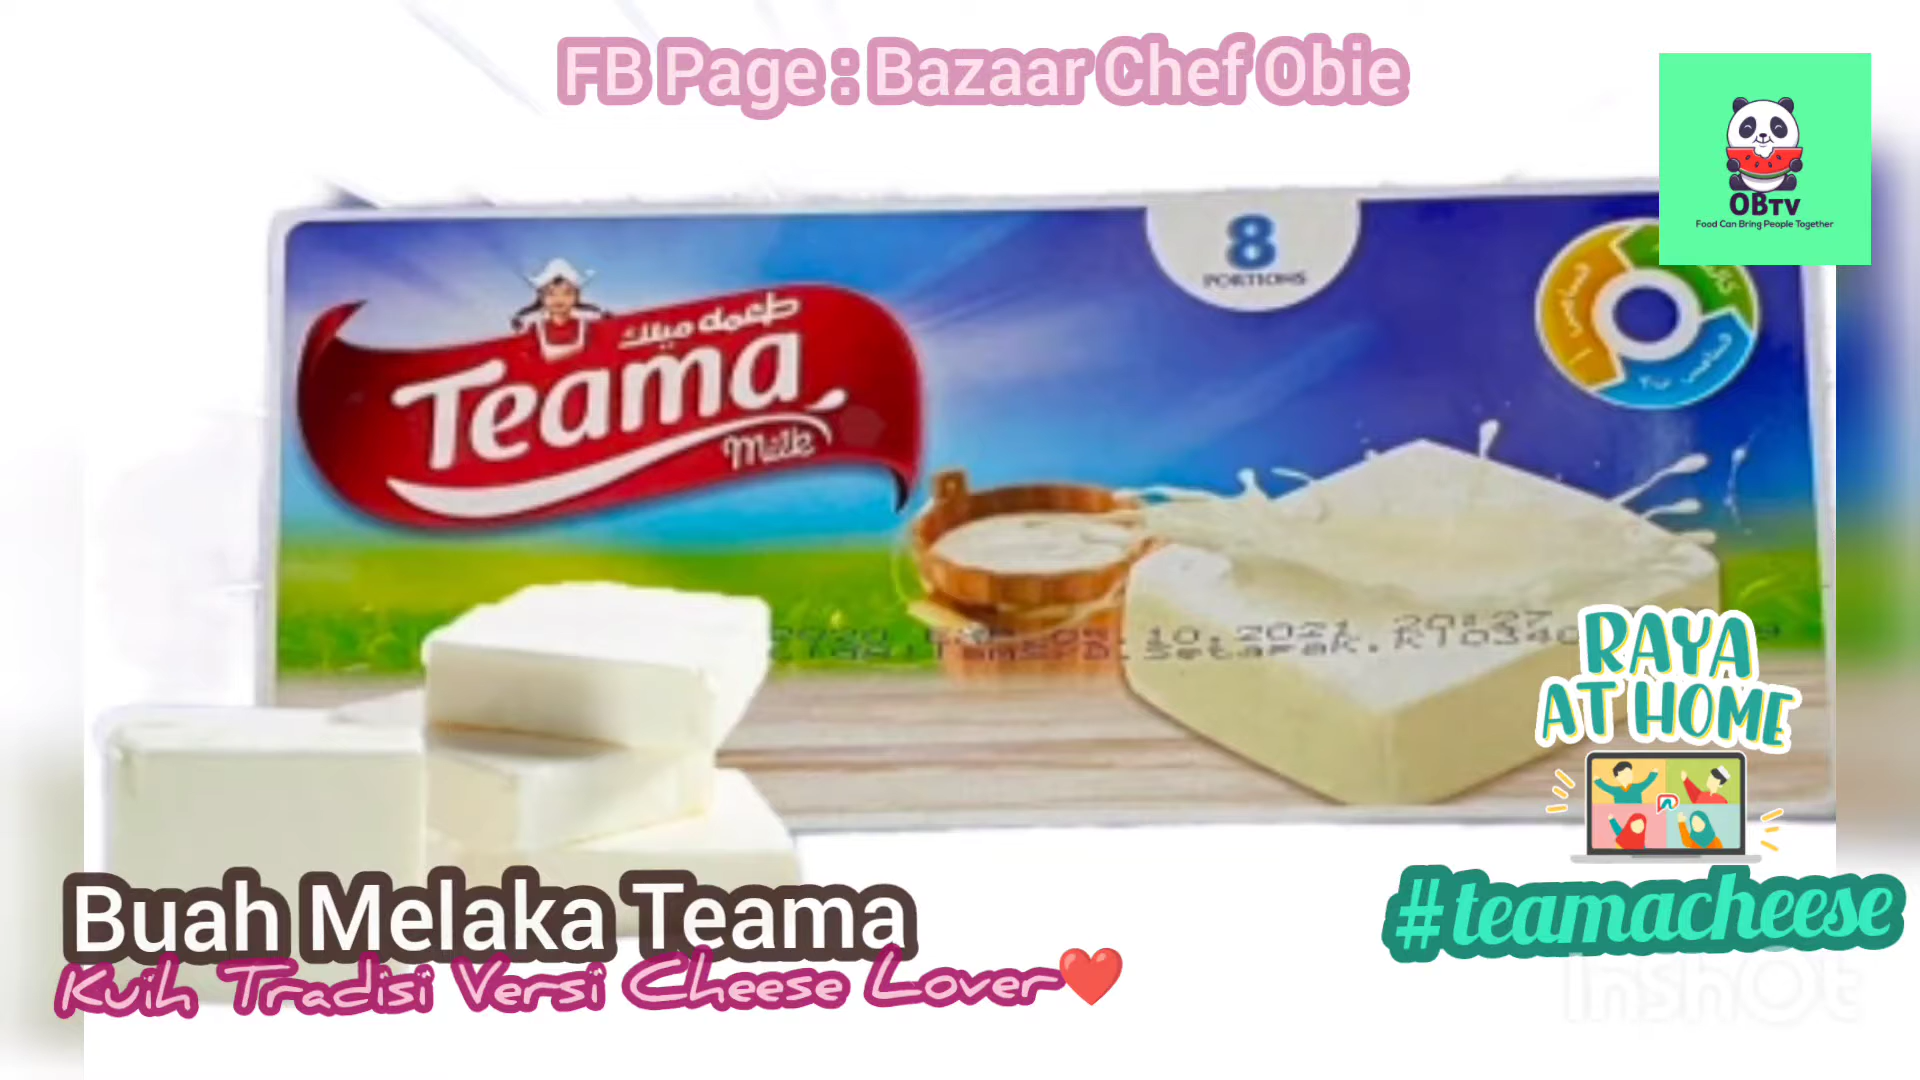 FB Page : Bazaar Chef Obie
OBTV
Food Can Bring People Together
8
PORTIONS
طعمة ميلك
Teama
Milk
RAYA
AT HOME
#teamacheese
Buah Melaka Teama
Kuih Tradisi Versi Cheese Lover❤️
InShOt